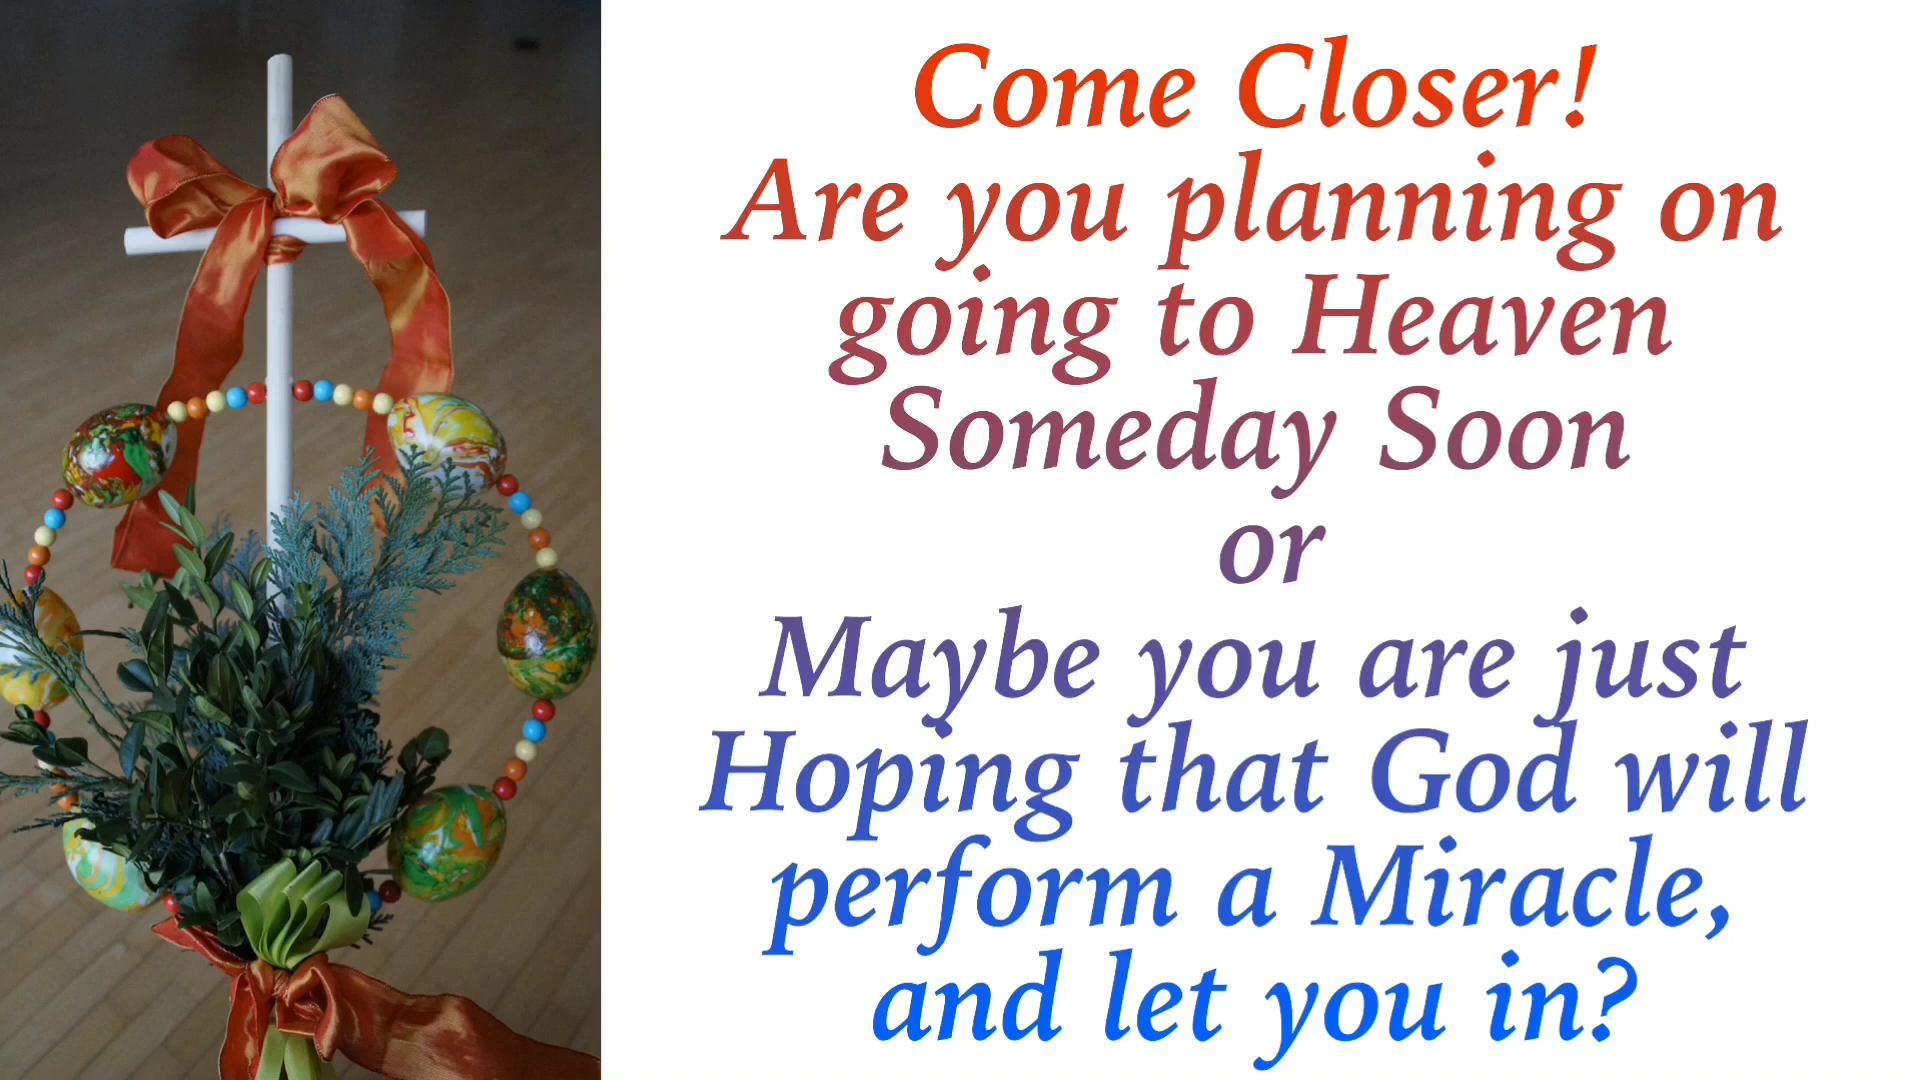 Come Closer!
Are you planning on
going to Heaven
Someday Soon
or
Maybe you are just
Hoping that God will
perform a Miracle,
and let you in?